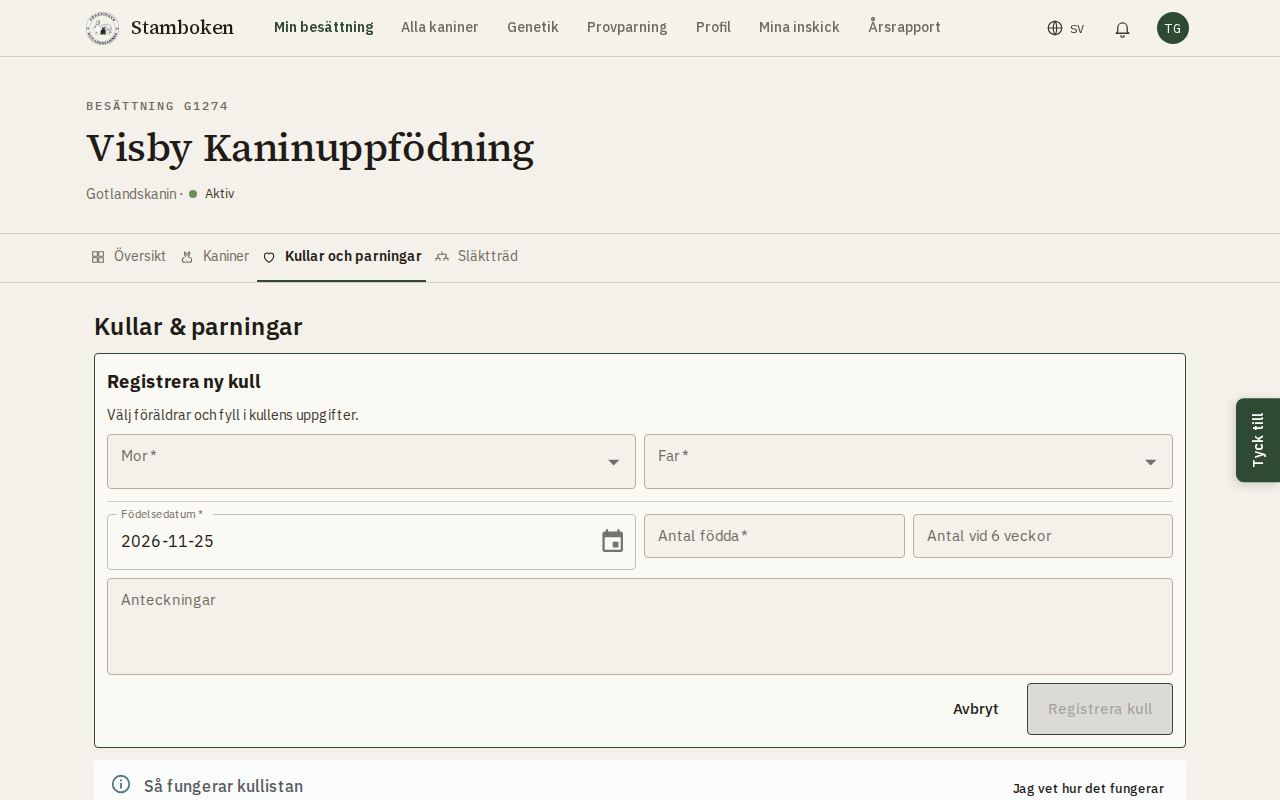 Stamboken
Min besättning
Alla kaniner
Genetik
Provparning
Profil
Mina inskick
Årsrapport
SV
TG
BESÄTTNING G1274
Visby Kaninuppfödning
Gotlandskanin · Aktiv
Översikt
Kaniner
Kullar och parningar
Släktträd
Kullar & parningar
Registrera ny kull
Välj föräldrar och fyll i kullens uppgifter.
Mor *
Far *
Födelsedatum *
2026-11-25
Antal födda *
Antal vid 6 veckor
Anteckningar
Avbryt
Registrera kull
Tyck till
Så fungerar kullistan
Jag vet hur det fungerar